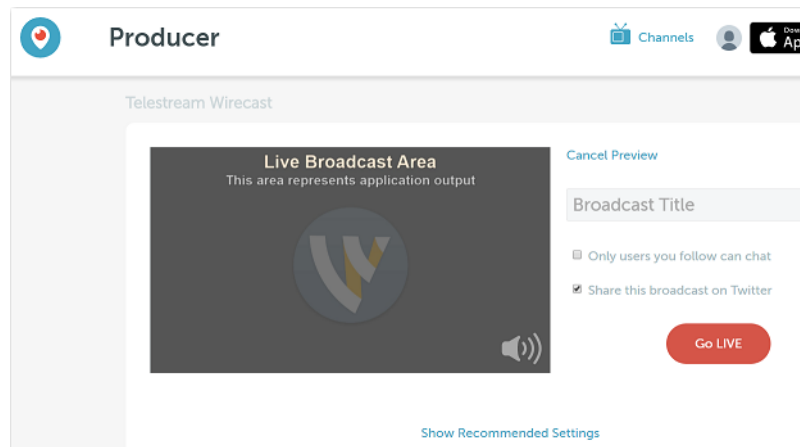 Producer
Channels
Telestream Wirecast
Live Broadcast Area
This area represents application output
Cancel Preview
Broadcast Title
Only users you follow can chat
Share this broadcast on Twitter
Go LIVE
Show Recommended Settings